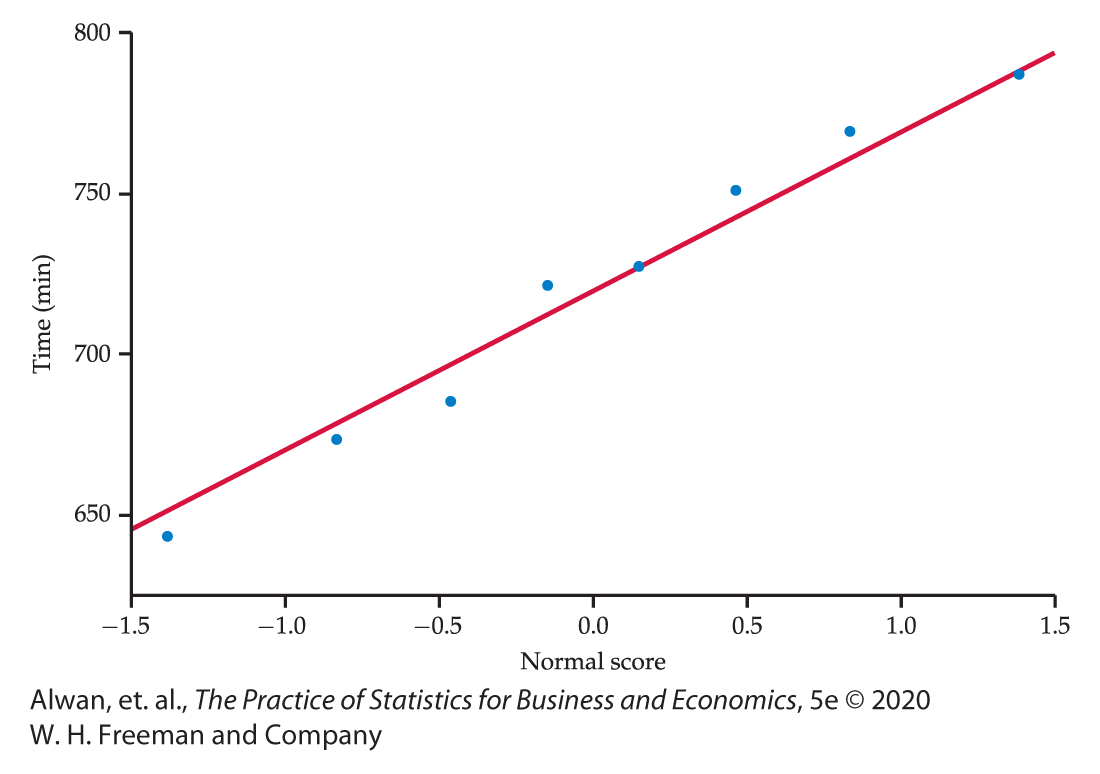 800
750
700
650
Time (min)
−1.5 −1.0 −0.5 0.0 0.5 1.0 1.5
Normal score
Alwan, et. al., The Practice of Statistics for Business and Economics, 5e © 2020
W. H. Freeman and Company